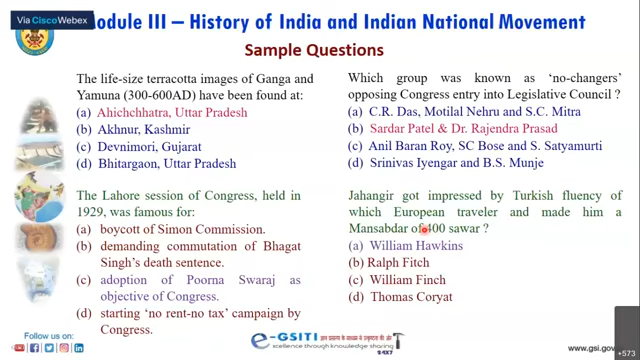 Via Cisco Webex
odule III – History of India and Indian National Movement
Sample Questions
The life-size terracotta images of Ganga and
Yamuna (300-600AD) have been found at:
(a) Ahichchhatra, Uttar Pradesh
(b) Akhnur, Kashmir
(c) Devnimori, Gujarat
(d) Bhitargaon, Uttar Pradesh
The Lahore session of Congress, held in
1929, was famous for:
(a) boycott of Simon Commission.
(b) demanding commutation of Bhagat
Singh's death sentence.
(c) adoption of Poorna Swaraj as
objective of Congress.
(d) starting 'no rent-no tax' campaign by
Congress.
Which group was known as 'no-changers'
opposing Congress entry into Legislative Council ?
(a) C.R. Das, Motilal Nehru and S.C. Mitra
(b) Sardar Patel & Dr. Rajendra Prasad
(c) Anil Baran Roy, SC Bose and S. Satyamurti
(d) Srinivas Iyengar and B.S. Munje
Jahangir got impressed by Turkish fluency of
which European traveler and made him a
Mansabdar of 400 sawar ?
(a) William Hawkins
(b) Ralph Fitch
(c) William Finch
(d) Thomas Coryat
Follow us on:
e-GSITI
excellence through knowledge sharing
24X7
www.gsi.gov.
+573